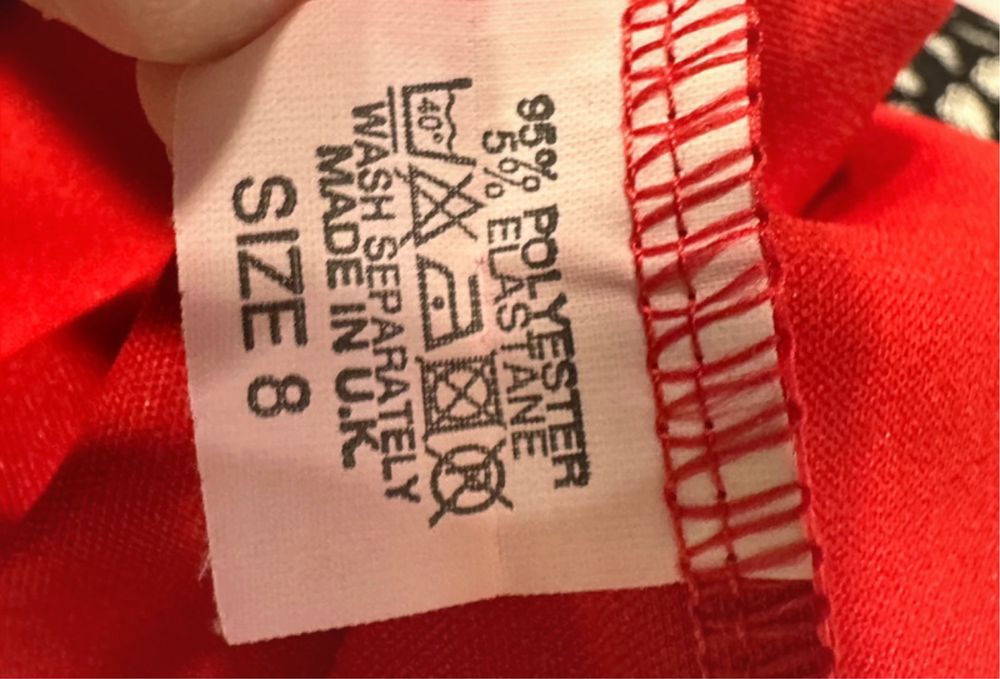 95% POLYESTER
5% ELASTANE
40°
WASH SEPARATELY
MADE IN U.K.
SIZE 8